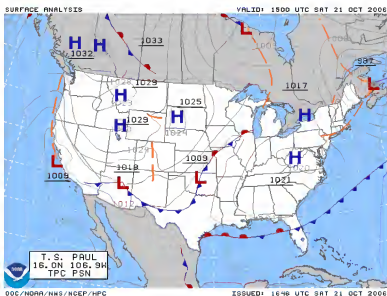 SURFACE ANALYSIS VALID: 1500 UTC SAT 21 OCT 2006
1033
L
H H
1032
1029
937
L
H
1017
1025
H
H
H 1029
1024
1009
H
L
1009
1018
L
L
1021
T.S. PAUL
16.0N 106.9W
TPC PSN
L
DOC/NOAA/NWS/NCEP/HPC ISSUED: 1648 UTC SAT 21 OCT 2006